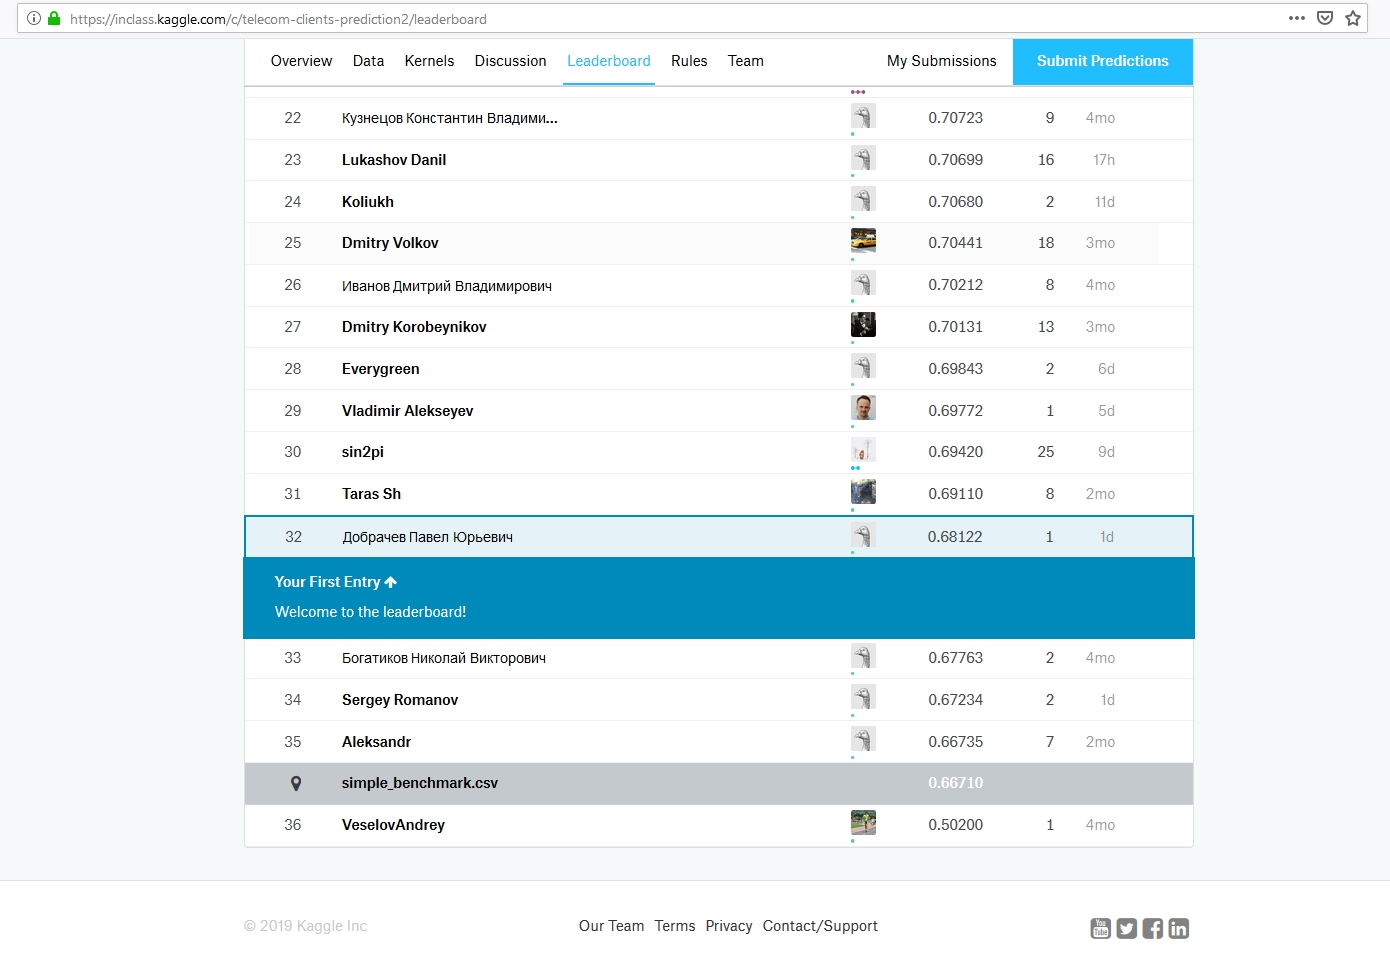 https://inclass.kaggle.com/c/telecom-clients-prediction2/leaderboard
Overview Data Kernels Discussion Leaderboard Rules Team My Submissions Submit Predictions
22 Кузнецов Константин Владими... 0.70723 9 4mo
23 Lukashov Danil 0.70699 16 17h
24 Koliukh 0.70680 2 11d
25 Dmitry Volkov 0.70441 18 3mo
26 Иванов Дмитрий Владимирович 0.70212 8 4mo
27 Dmitry Korobeynikov 0.70131 13 3mo
28 Everygreen 0.69843 2 6d
29 Vladimir Alekseyev 0.69772 1 5d
30 sin2pi 0.69420 25 9d
31 Taras Sh 0.69110 8 2mo
32 Добрачев Павел Юрьевич 0.68122 1 1d
Your First Entry
Welcome to the leaderboard!
33 Богатиков Николай Викторович 0.67763 2 4mo
34 Sergey Romanov 0.67234 2 1d
35 Aleksandr 0.66735 7 2mo
simple_benchmark.csv 0.66710
36 VeselovAndrey 0.50200 1 4mo
© 2019 Kaggle Inc Our Team Terms Privacy Contact/Support